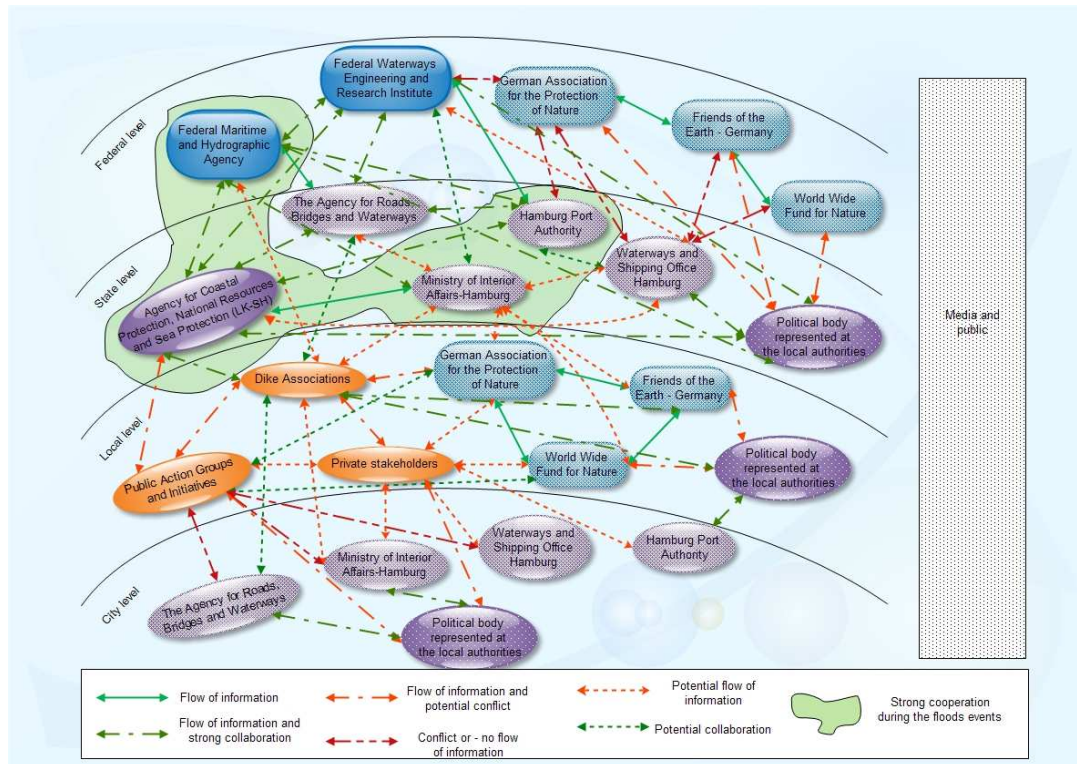 Federal level
Federal Waterways
Engineering and
Research Institute
German Association
for the Protection
of Nature
Friends of the
Earth - Germany
Federal Maritime
and Hydrographic
Agency
World Wide
Fund for Nature
State level
The Agency for Roads,
Bridges and Waterways
Hamburg Port
Authority
Waterways and
Shipping Office
Hamburg
Agency for Coastal
Protection, National Resources
and Sea Protection (LK-SH)
Ministry of Interior
Affairs-Hamburg
Political body
represented at
the local authorities
Media and
public
Local level
Dike Associations
German Association
for the Protection
of Nature
Friends of the
Earth - Germany
Public Action Groups
and Initiatives
Private stakeholders
World Wide
Fund for Nature
Political body
represented at
the local authorities
City level
Ministry of Interior
Affairs-Hamburg
Waterways and
Shipping Office
Hamburg
Hamburg Port
Authority
The Agency for Roads,
Bridges and Waterways
Political body
represented at
the local authorities
Flow of information
Flow of information and
strong collaboration
Flow of information and
potential conflict
Conflict or - no flow
of information
Potential flow of
information
Potential collaboration
Strong cooperation
during the floods events